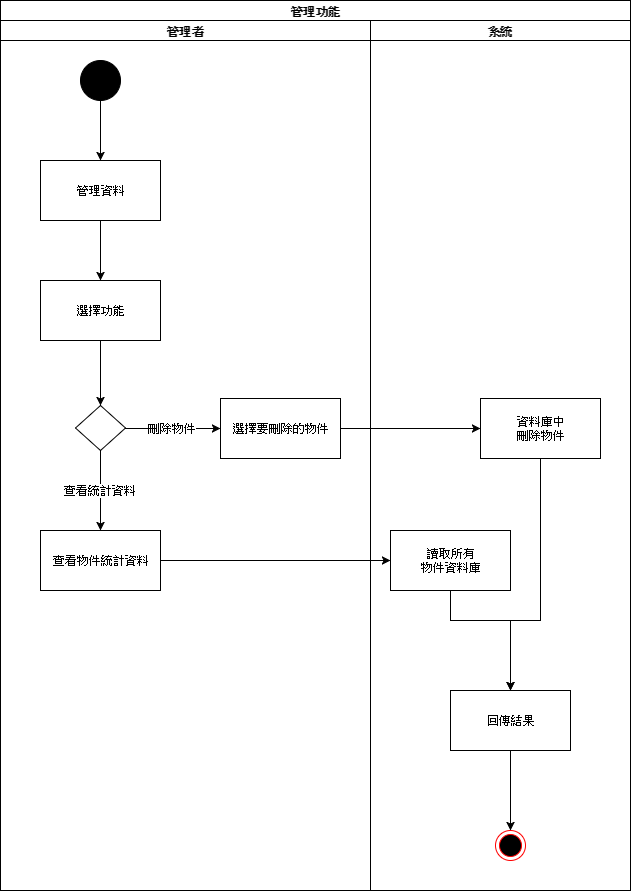 管理功能
管理者
系統
管理資料
選擇功能
刪除物件
選擇要刪除的物件
資料庫中
刪除物件
查看統計資料
查看物件統計資料
讀取所有
物件資料庫
回傳結果